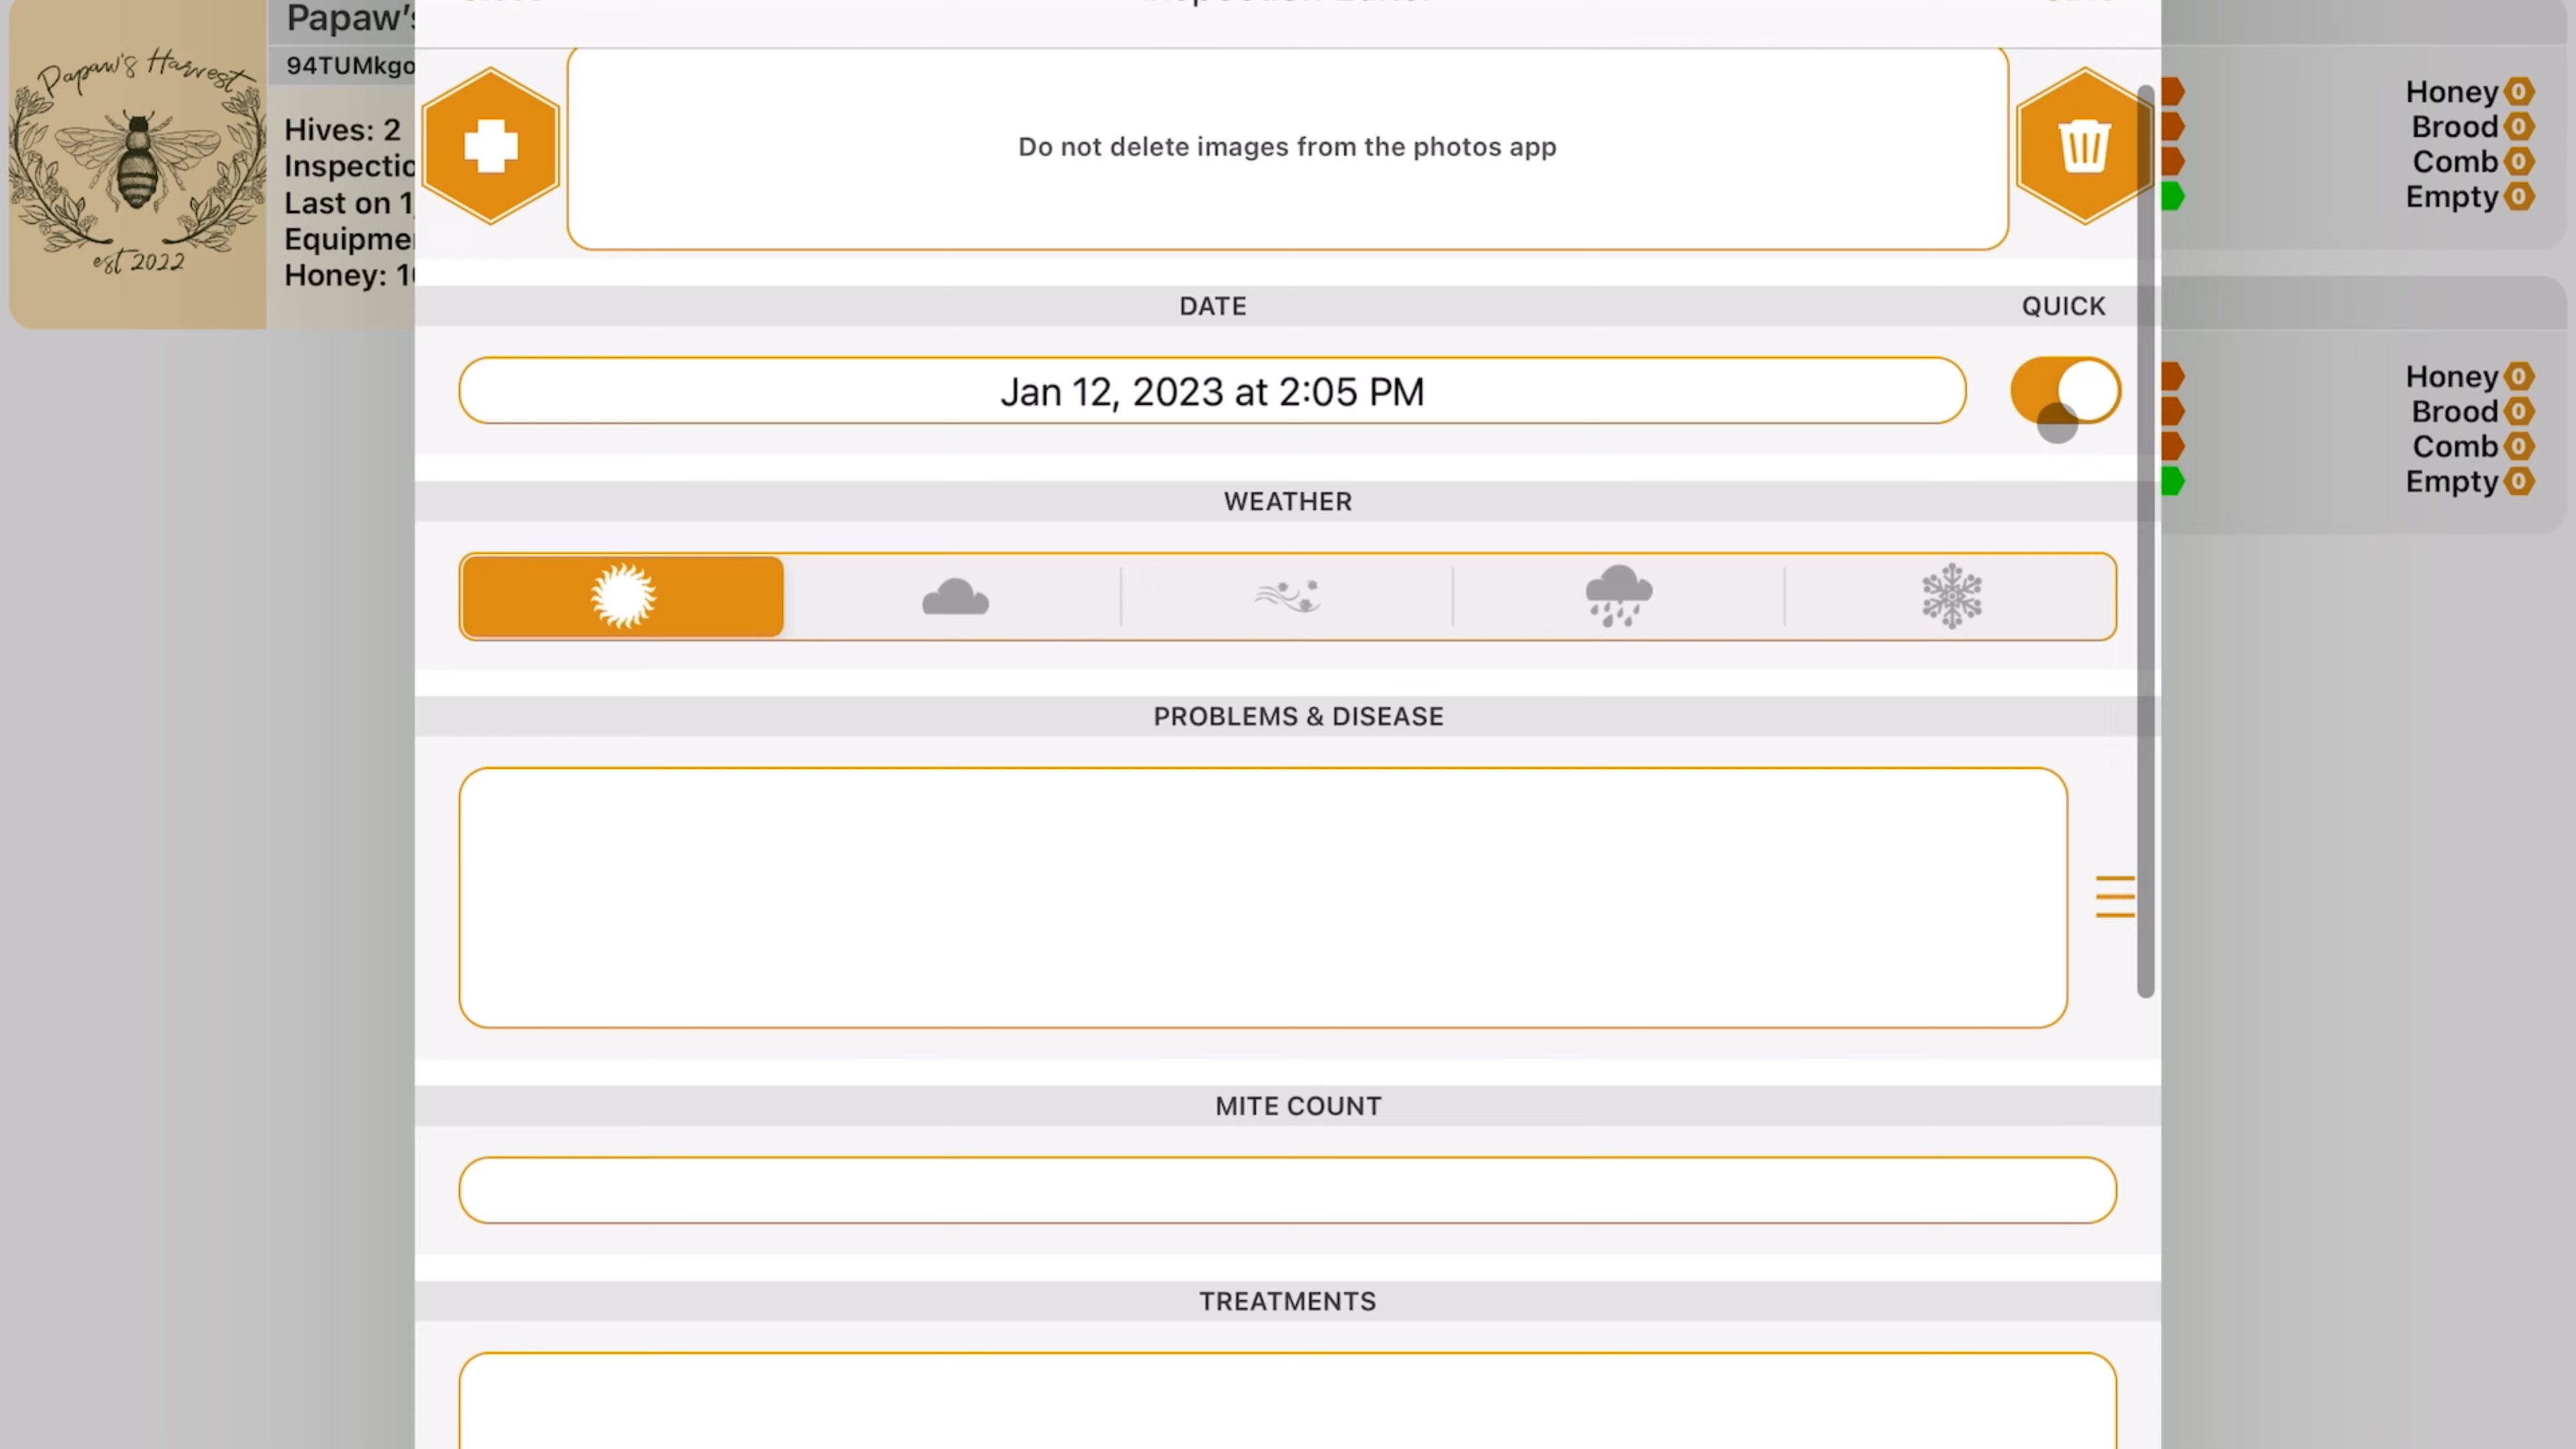 Papaw's Harvest
est 2022
Papaw's
94TUMkgo
Hives: 2
Inspectio
Last on 1
Equipme
Honey: 1
Inspection Editor
Do not delete images from the photos app
DATE
QUICK
Jan 12, 2023 at 2:05 PM
WEATHER
PROBLEMS & DISEASE
MITE COUNT
TREATMENTS
Honey 0
Brood 0
Comb 0
Empty 0
Honey 0
Brood 0
Comb 0
Empty 0